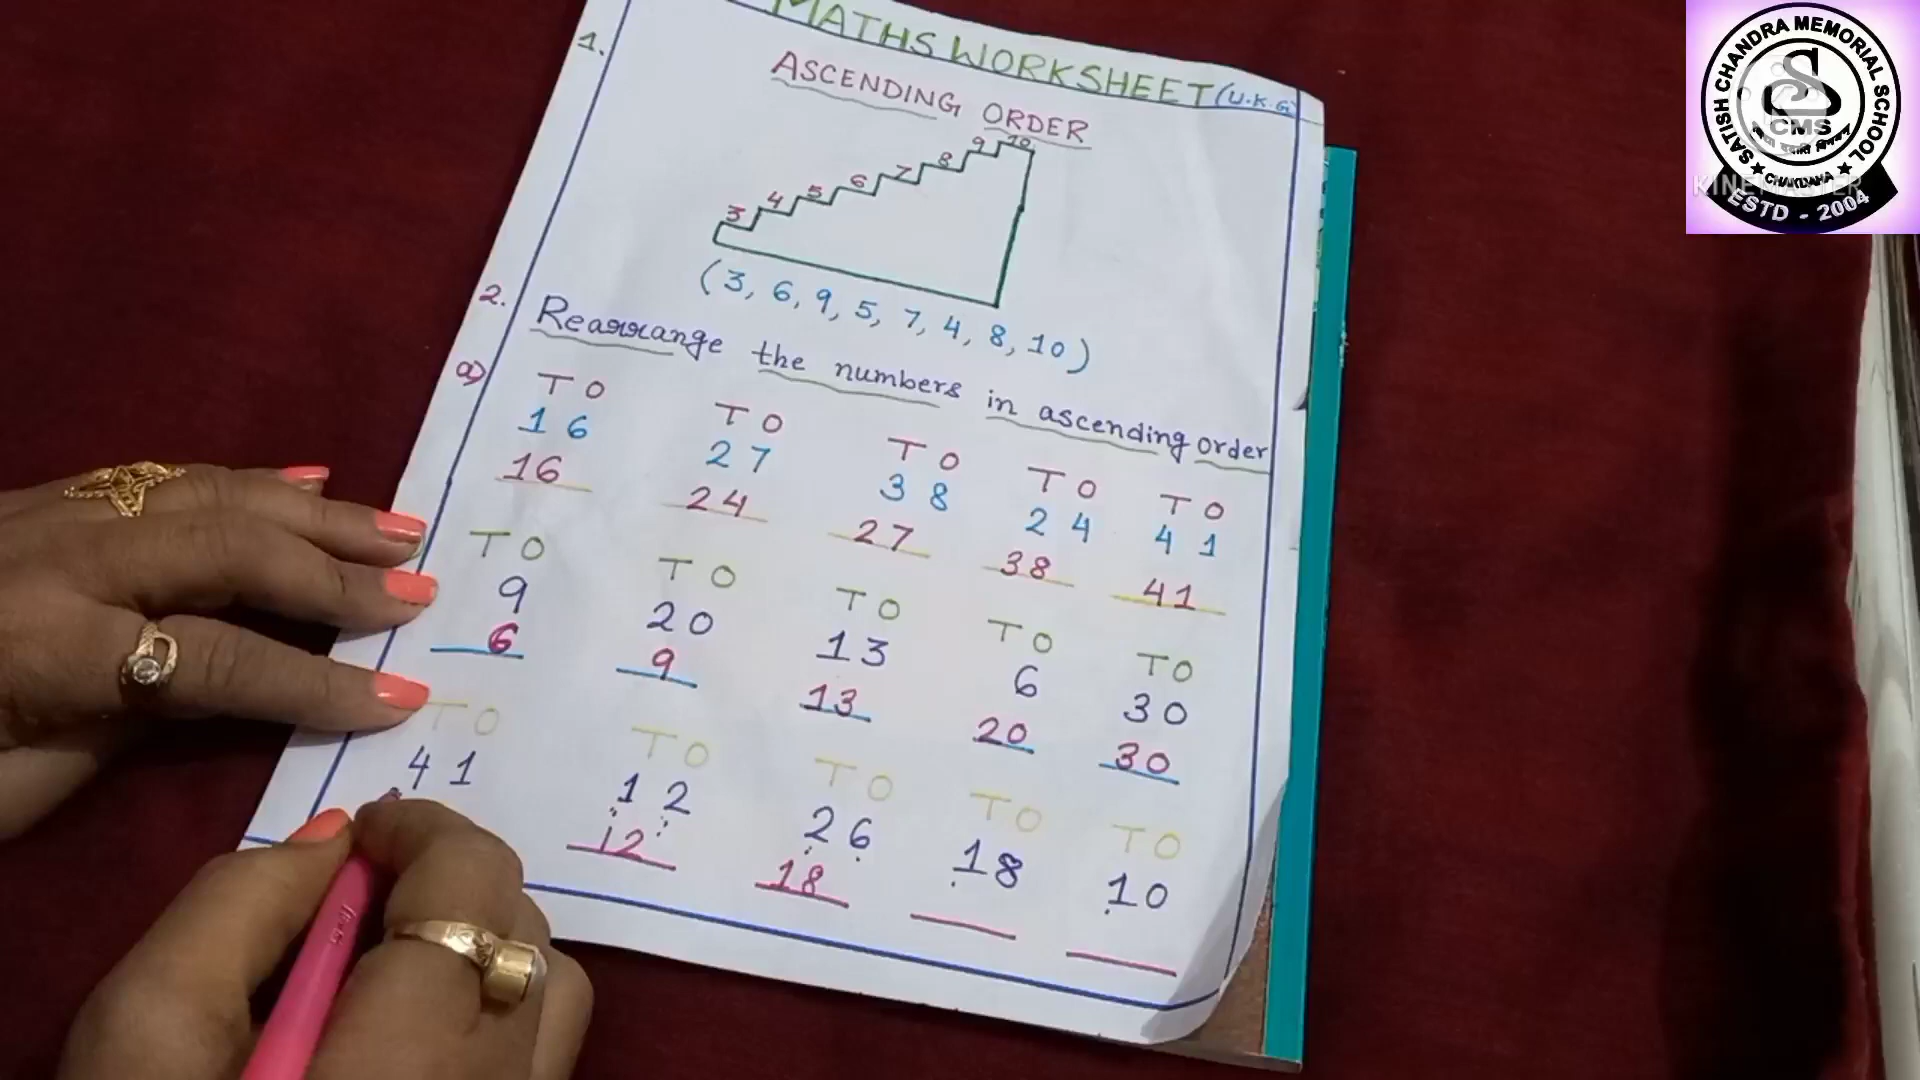 MATHS WORKSHEET (U.K.G)
1.
ASCENDING ORDER
3 4 5 6 7 8 9 10
(3, 6, 9, 5, 7, 4, 8, 10)
2. Rearrange the numbers in ascending order
a) T O T O T O T O T O
16 27 38 24 41
16 24 27 38 41
T O T O T O T O T O
9 20 13 6 30
6 9 13 20 30
T O T O T O T O T O
41 12 26 18 10
12 18
SATISH CHANDRA MEMORIAL SCHOOL
CMS
CHAKDAHA
ESTD - 2004
KINEMASTER